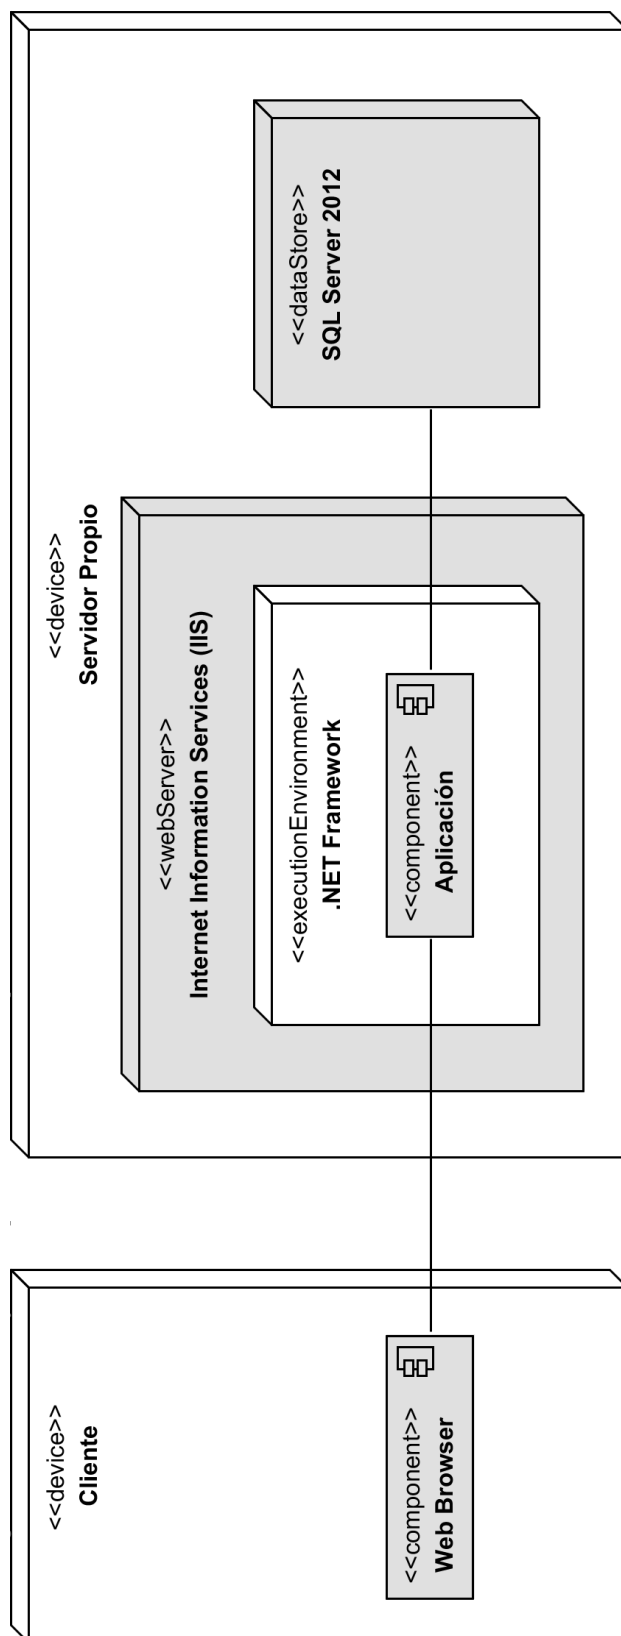 <<device>>
Cliente
<<component>>
Web Browser
<<device>>
Servidor Propio
<<webServer>>
Internet Information Services (IIS)
<<executionEnvironment>>
.NET Framework
<<component>>
Aplicación
<<dataStore>>
SQL Server 2012